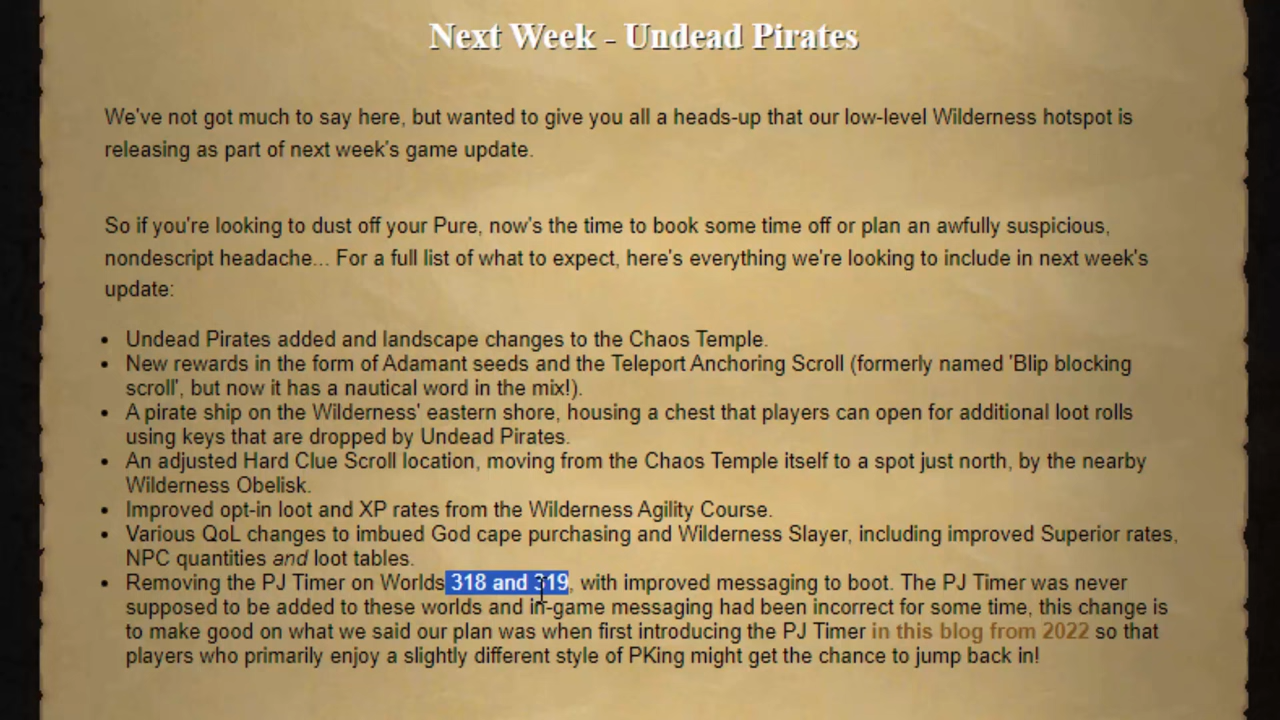 Next Week - Undead Pirates
We've not got much to say here, but wanted to give you all a heads-up that our low-level Wilderness hotspot is
releasing as part of next week's game update.
So if you're looking to dust off your Pure, now's the time to book some time off or plan an awfully suspicious,
nondescript headache... For a full list of what to expect, here's everything we're looking to include in next week's
update:
• Undead Pirates added and landscape changes to the Chaos Temple.
• New rewards in the form of Adamant seeds and the Teleport Anchoring Scroll (formerly named 'Blip blocking
scroll', but now it has a nautical word in the mix!).
• A pirate ship on the Wilderness' eastern shore, housing a chest that players can open for additional loot rolls
using keys that are dropped by Undead Pirates.
• An adjusted Hard Clue Scroll location, moving from the Chaos Temple itself to a spot just north, by the nearby
Wilderness Obelisk.
• Improved opt-in loot and XP rates from the Wilderness Agility Course.
• Various QoL changes to imbued God cape purchasing and Wilderness Slayer, including improved Superior rates,
NPC quantities and loot tables.
• Removing the PJ Timer on Worlds 318 and 319, with improved messaging to boot. The PJ Timer was never
supposed to be added to these worlds and in-game messaging had been incorrect for some time, this change is
to make good on what we said our plan was when first introducing the PJ Timer in this blog from 2022 so that
players who primarily enjoy a slightly different style of PKing might get the chance to jump back in!